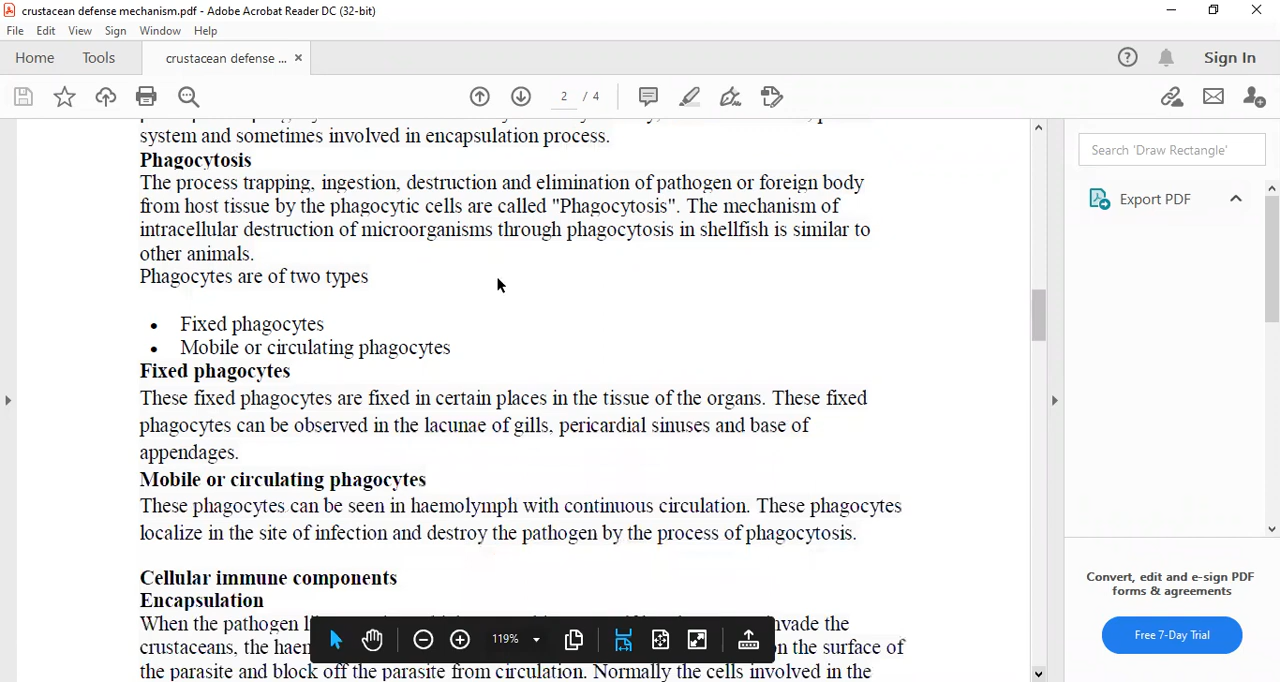 crustacean defense mechanism.pdf - Adobe Acrobat Reader DC (32-bit)
File Edit View Sign Window Help
Home Tools crustacean defense ... × Sign In
2 / 4
system and sometimes involved in encapsulation process.
Phagocytosis
The process trapping, ingestion, destruction and elimination of pathogen or foreign body
from host tissue by the phagocytic cells are called "Phagocytosis". The mechanism of
intracellular destruction of microorganisms through phagocytosis in shellfish is similar to
other animals.
Phagocytes are of two types
• Fixed phagocytes
• Mobile or circulating phagocytes
Fixed phagocytes
These fixed phagocytes are fixed in certain places in the tissue of the organs. These fixed
phagocytes can be observed in the lacunae of gills, pericardial sinuses and base of
appendages.
Mobile or circulating phagocytes
These phagocytes can be seen in haemolymph with continuous circulation. These phagocytes
localize in the site of infection and destroy the pathogen by the process of phagocytosis.
Cellular immune components
Encapsulation
When the pathogen nvade the
crustaceans, the haem n the surface of
the parasite and block off the parasite from circulation. Normally the cells involved in the
119%
Search 'Draw Rectangle'
Export PDF
Convert, edit and e-sign PDF
forms & agreements
Free 7-Day Trial